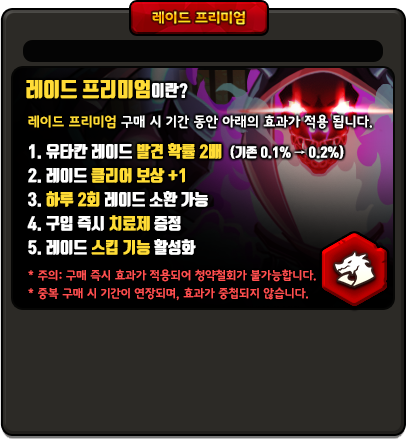 레이드 프리미엄
레이드 프리미엄이란?
레이드 프리미엄 구매 시 기간 동안 아래의 효과가 적용 됩니다.
1. 유타칸 레이드 발견 확률 2배 (기존 0.1% → 0.2%)
2. 레이드 클리어 보상 +1
3. 하루 2회 레이드 소환 가능
4. 구입 즉시 치료제 증정
5. 레이드 스킵 기능 활성화
* 주의: 구매 즉시 효과가 적용되어 청약철회가 불가능합니다.
* 중복 구매 시 기간이 연장되며, 효과가 중첩되지 않습니다.